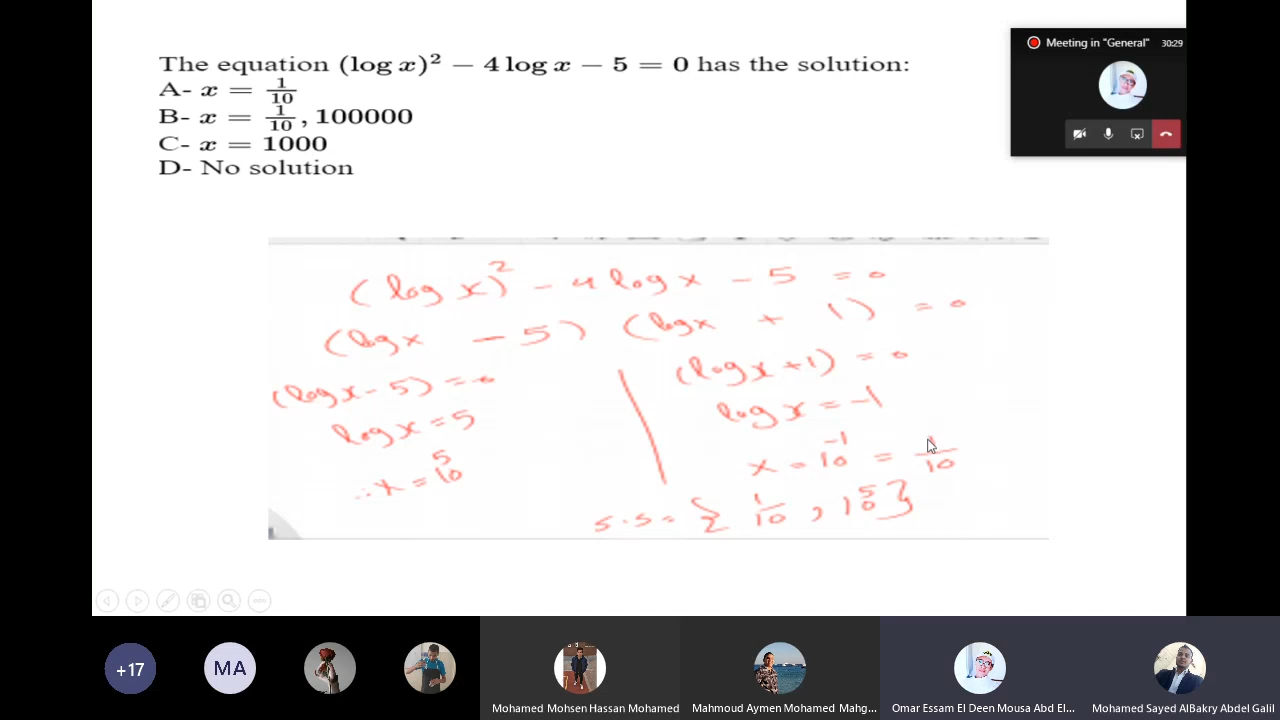 The equation (log x)² − 4 log x − 5 = 0 has the solution:
A- x = 1/10
B- x = 1/10 , 100000
C- x = 1000
D- No solution
Meeting in "General" 30:29
(log x)² - 4 log x - 5 = 0
(log x - 5) (log x + 1) = 0
(log x - 5) = 0
log x = 5
∴ x = 10⁵
(log x + 1) = 0
log x = -1
x = 10⁻¹ = 1/10
S.S = { 1/10 , 10⁵ }
+17
MA
Mohamed Mohsen Hassan Mohamed
Mahmoud Aymen Mohamed Mahg...
Omar Essam El Deen Mousa Abd El...
Mohamed Sayed AlBakry Abdel Galil